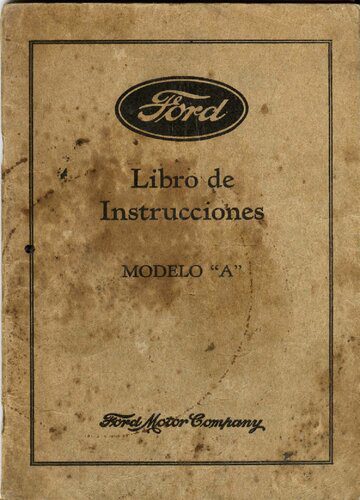 Ford
Libro de
Instrucciones
MODELO "A"
Ford Motor Company